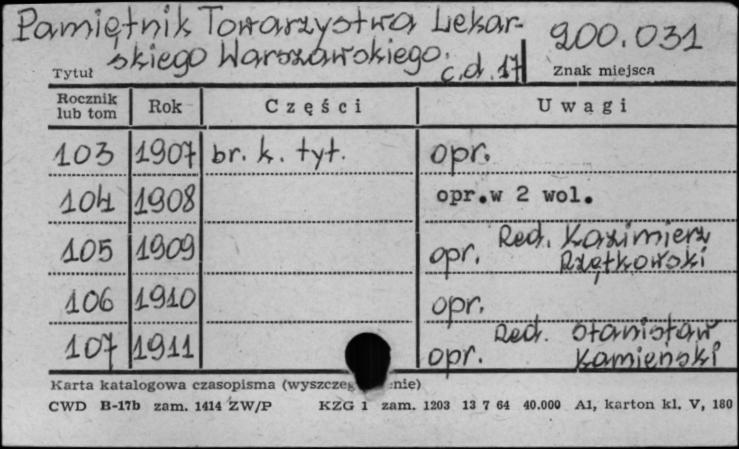 Pamiętnik Towarzystwa Lekar-
skiego Warszawskiego.
c.d. 17
200.031
Tytuł
Znak miejsca
Rocznik lub tom Rok Części Uwagi
103 1907 br. k. tyt. opr.
104 1908 opr.w 2 wol.
105 1909 opr. Red. Kazimierz Rzętkowski
106 1910 opr.
107 1911 opr. Red. Stanisław Kamieński
Karta katalogowa czasopisma
CWD B-17b zam. 1414 ZW/P KZG 1 zam. 1203 13 7 64 40.000 A1, karton kl. V, 180